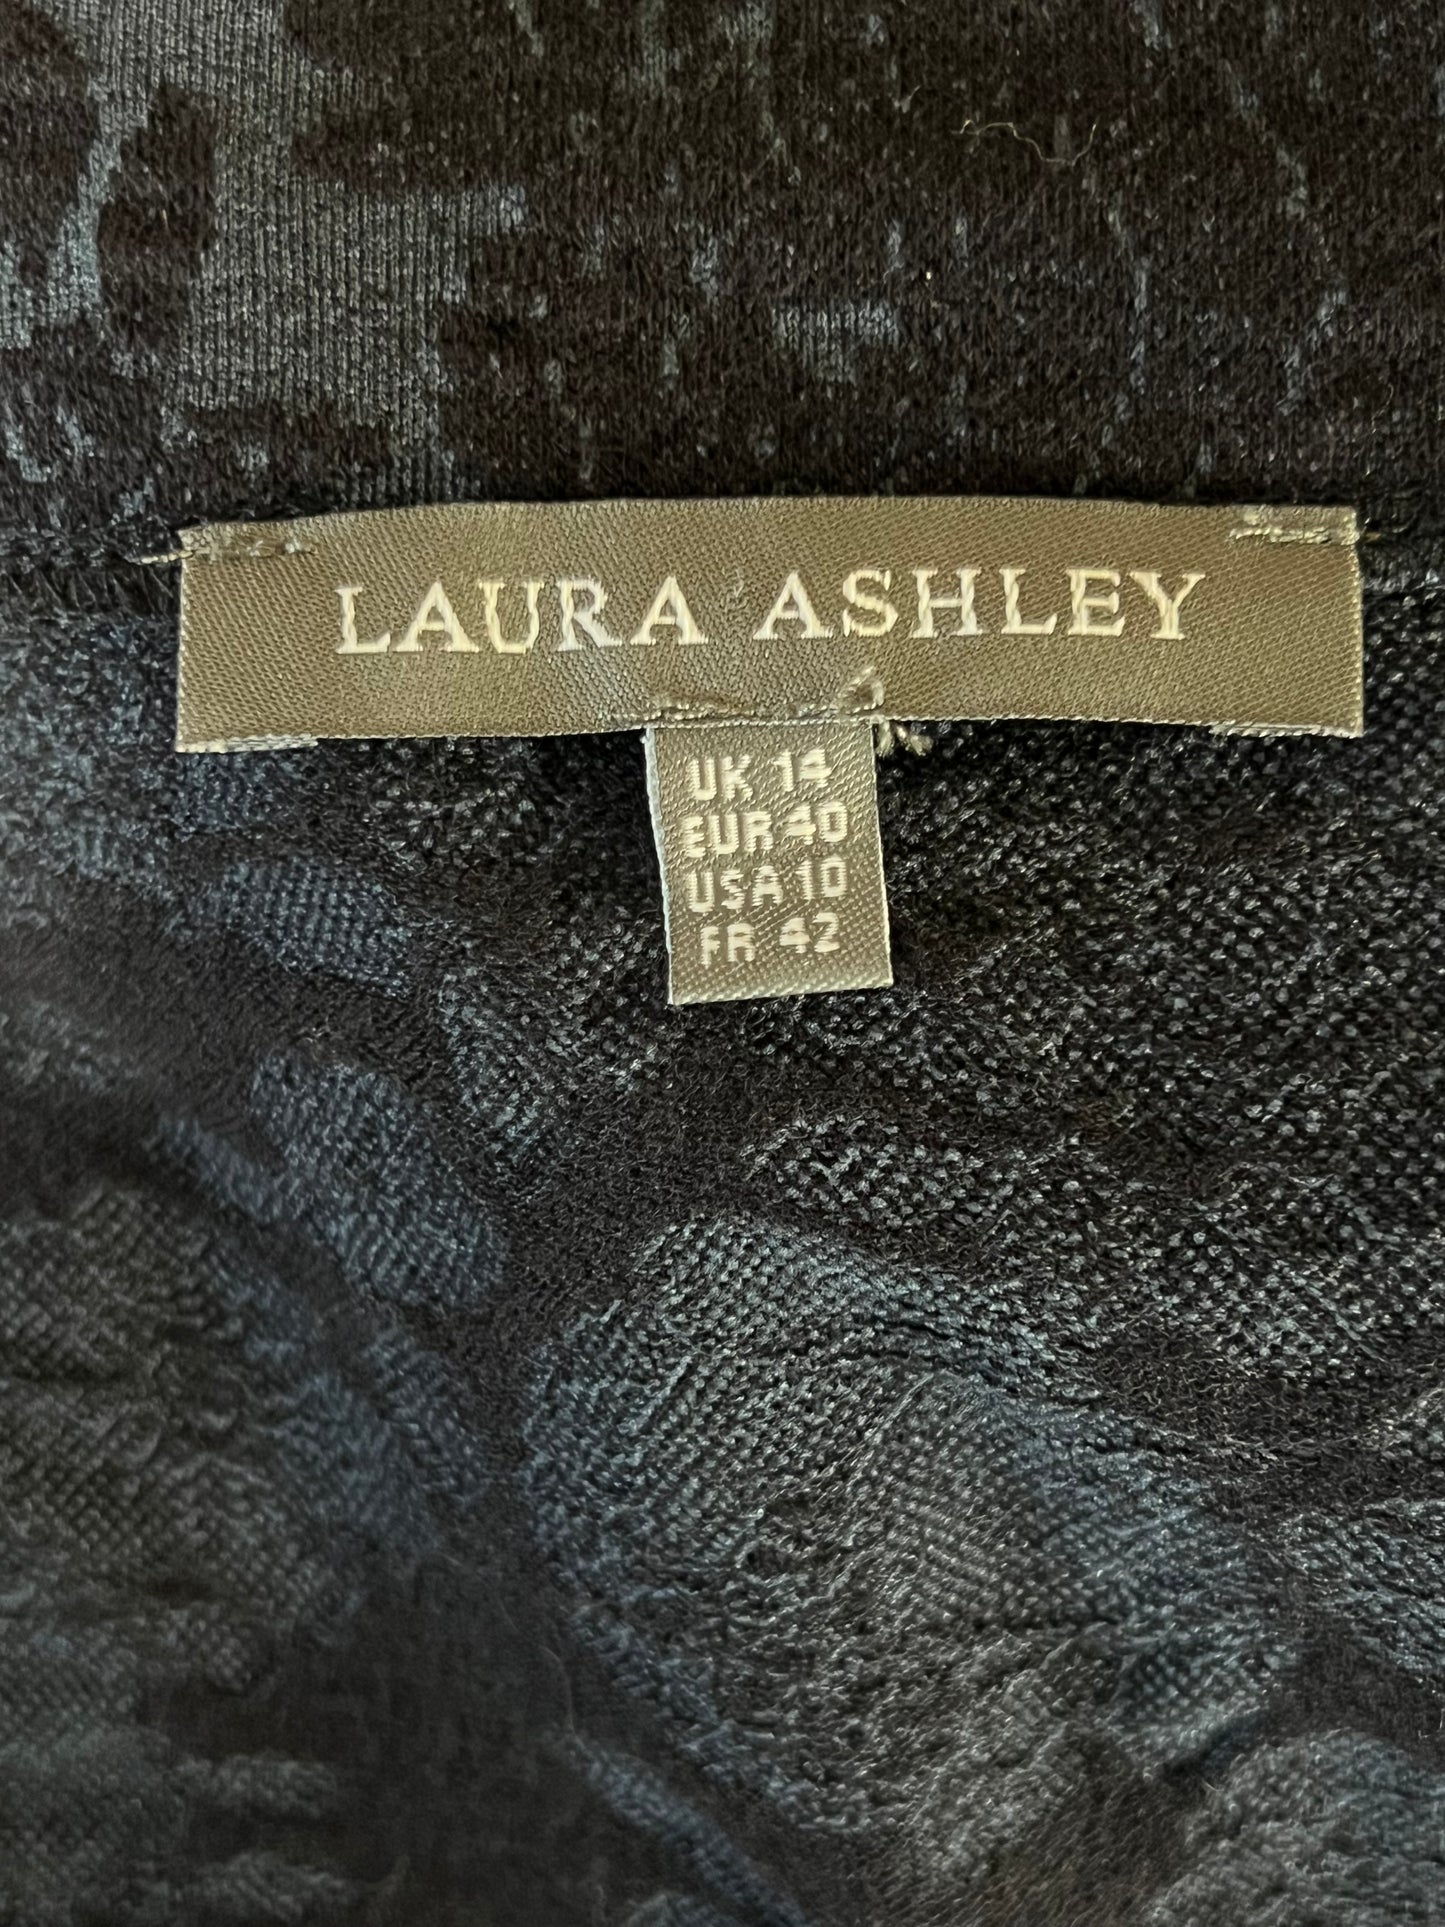 LAURA ASHLEY
UK 14
EUR 40
USA 10
FR 42